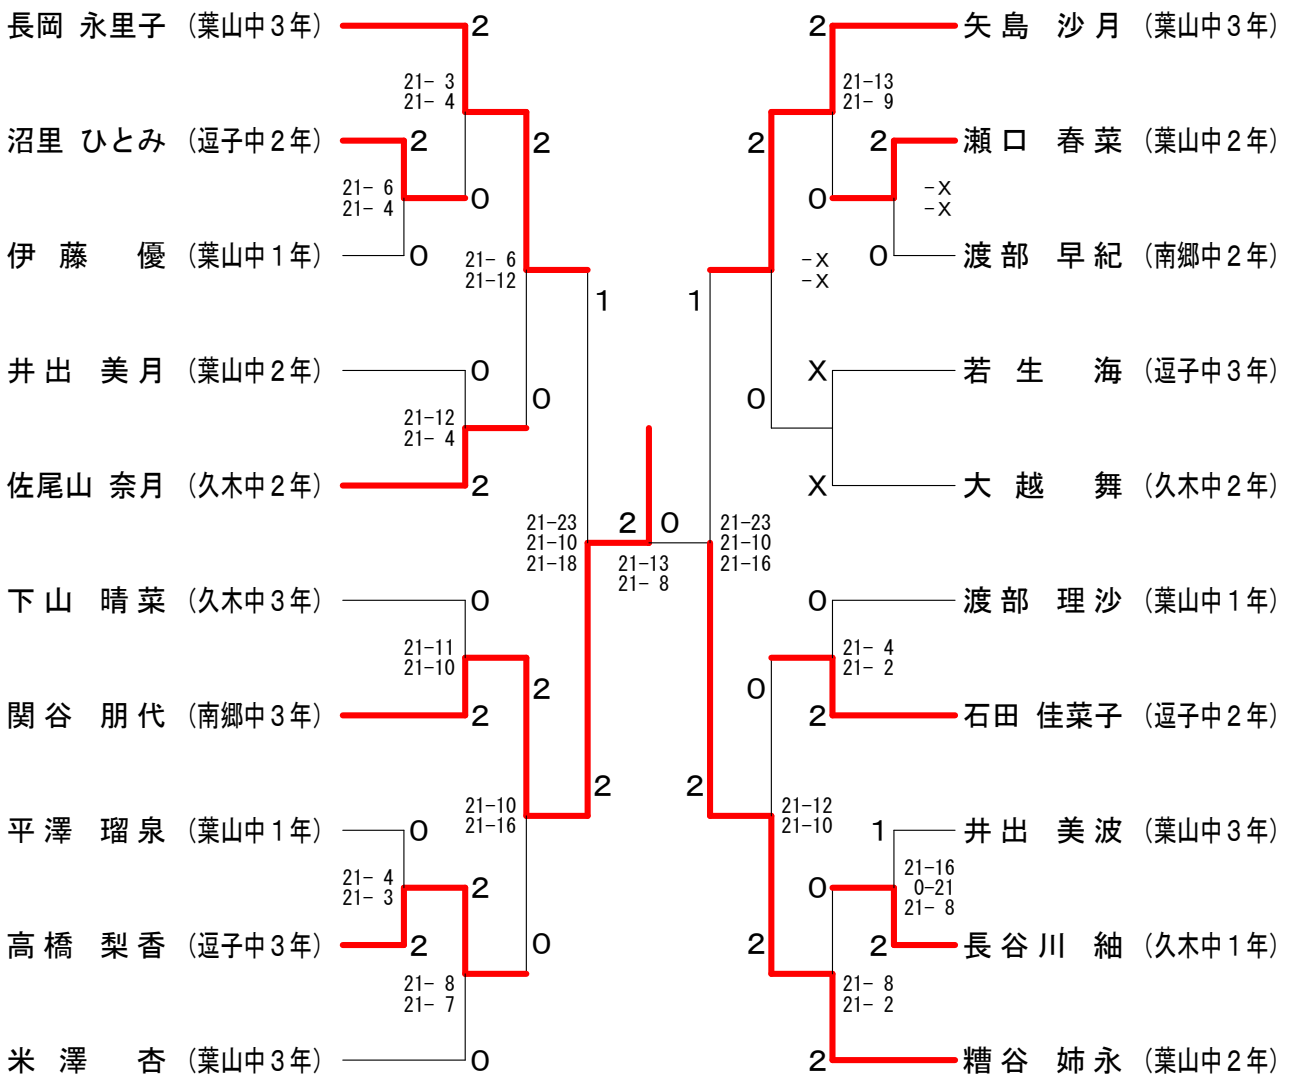 長岡 永里子 (葉山中3年) 2
21- 3
21- 4
沼里 ひとみ (逗子中2年) 2
2
21- 6
21- 4
0
伊藤 優 (葉山中1年) 0
21- 6
21-12
1
井出 美月 (葉山中2年) 0
0
21-12
21- 4
佐尾山 奈月 (久木中2年) 2
21-23
21-10
21-18
下山 晴菜 (久木中3年) 0
21-11
21-10
2
関谷 朋代 (南郷中3年) 2
2
21-10
21-16
平澤 瑠泉 (葉山中1年) 0
21- 4
21- 3
2
高橋 梨香 (逗子中3年) 2
0
21- 8
21- 7
米澤 杏 (葉山中3年) 0
2 0
21-13
21- 8
2 矢島 沙月 (葉山中3年)
21-13
21- 9
2
2 瀬口 春菜 (葉山中2年)
0
-X
-X
0 渡部 早紀 (南郷中2年)
-X
-X
1
X 若生 海 (逗子中3年)
0
X 大越 舞 (久木中2年)
21-23
21-10
21-16
0 渡部 理沙 (葉山中1年)
21- 4
21- 2
0
2 石田 佳菜子 (逗子中2年)
2
21-12
21-10
1 井出 美波 (葉山中3年)
0
21-16
0-21
21- 8
2
2 長谷川 紬 (久木中1年)
21- 8
21- 2
2 糟谷 姉永 (葉山中2年)